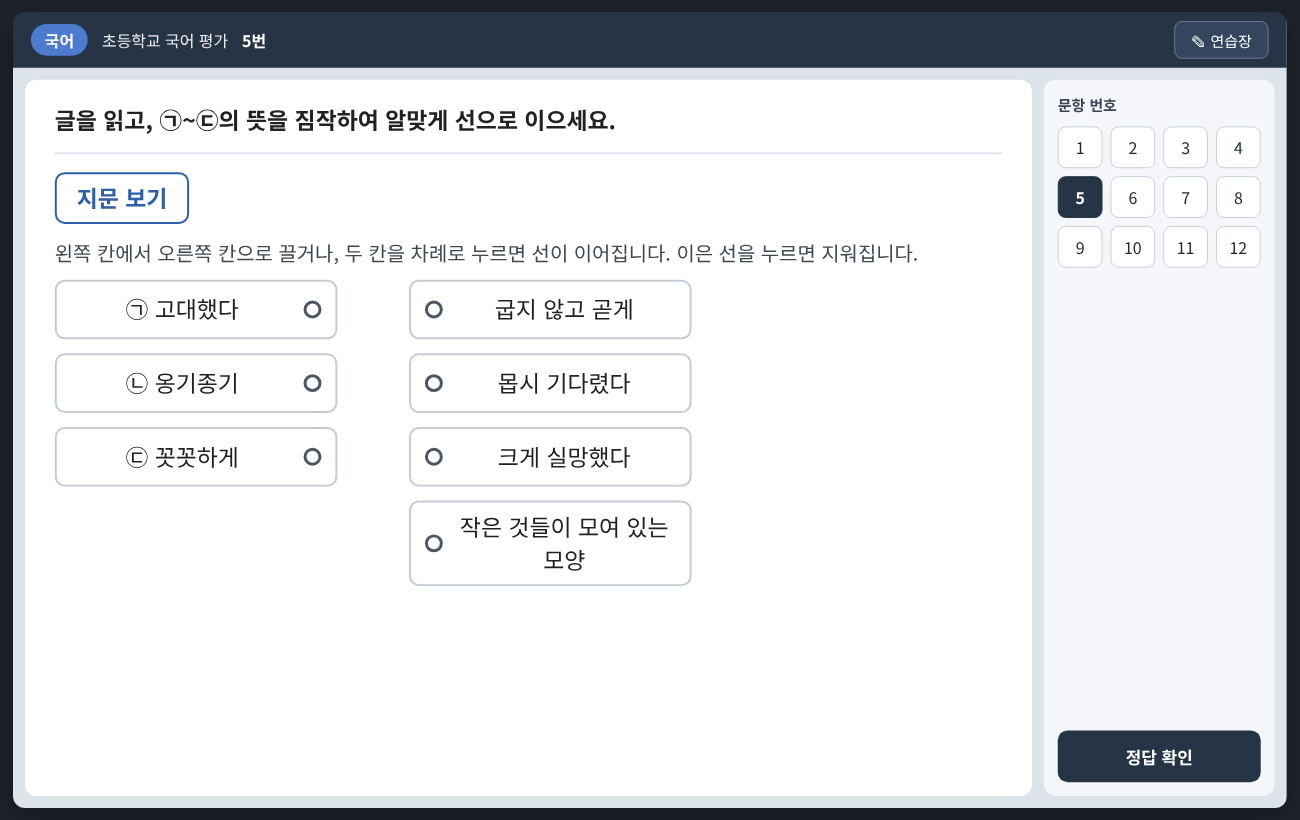 국어 초등학교 국어 평가 5번 ✎ 연습장
글을 읽고, ㉠~㉢의 뜻을 짐작하여 알맞게 선으로 이으세요.
지문 보기
왼쪽 칸에서 오른쪽 칸으로 끌거나, 두 칸을 차례로 누르면 선이 이어집니다. 이은 선을 누르면 지워집니다.
㉠ 고대했다
㉡ 옹기종기
㉢ 꼿꼿하게
굽지 않고 곧게
몹시 기다렸다
크게 실망했다
작은 것들이 모여 있는
모양
문항 번호
1 2 3 4
5 6 7 8
9 10 11 12
정답 확인